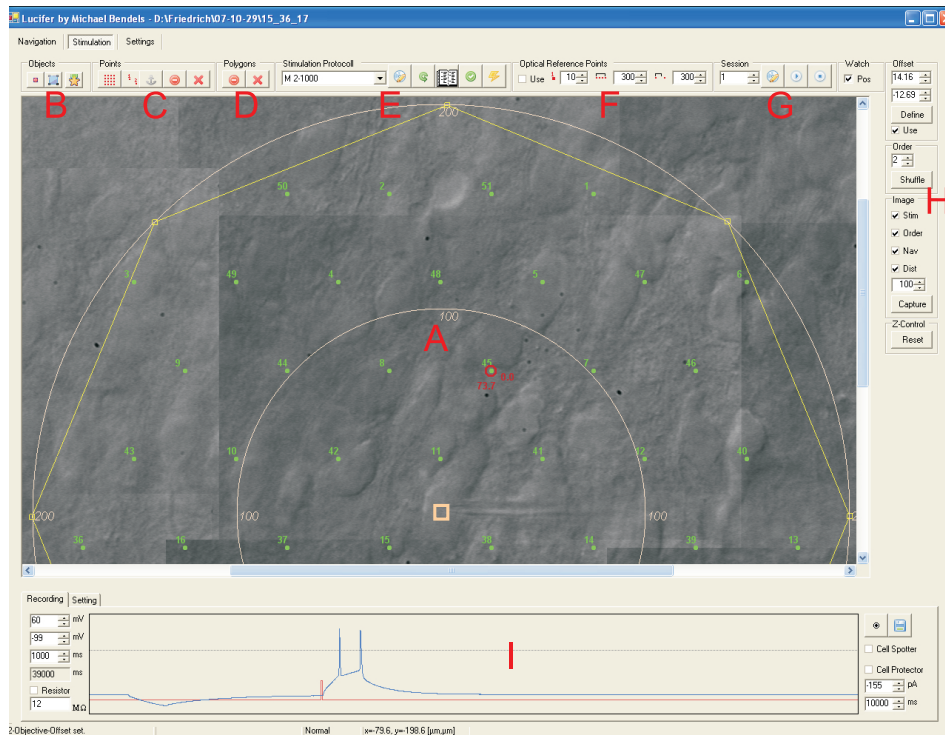 Lucifer by Michael Bendels - D:\Friedrich\07-10-29\15_36_17
Navigation Stimulation Settings
Objects Points Polygons Stimulation Protocoll Optical Reference Points Session Watch Offset
M 2-1000 Use 10 300 300 1 Pos 14.16
-12.69
B C D E F G
Define
Use
Order
2
Shuffle
H
Image
Stim
Order
Nav
Dist
100
Capture
Z-Control
Reset
200
50 2 51 1
3 49 4 48 5 47 6
100
A
9 44 8 45 7 46
0.0
73.7
43 10 42 11 41 12 40
200 100 100 2
36 16 37 15 38 14 39 13
Recording Setting
60 mV
-99 mV
1000 ms
39000 ms
Resistor
12 MΩ
I
Cell Spotter
Cell Protector
-155 pA
10000 ms
2-Objective-Offset set. Normal x=-79.6, y=-198.6 [µm,µm]